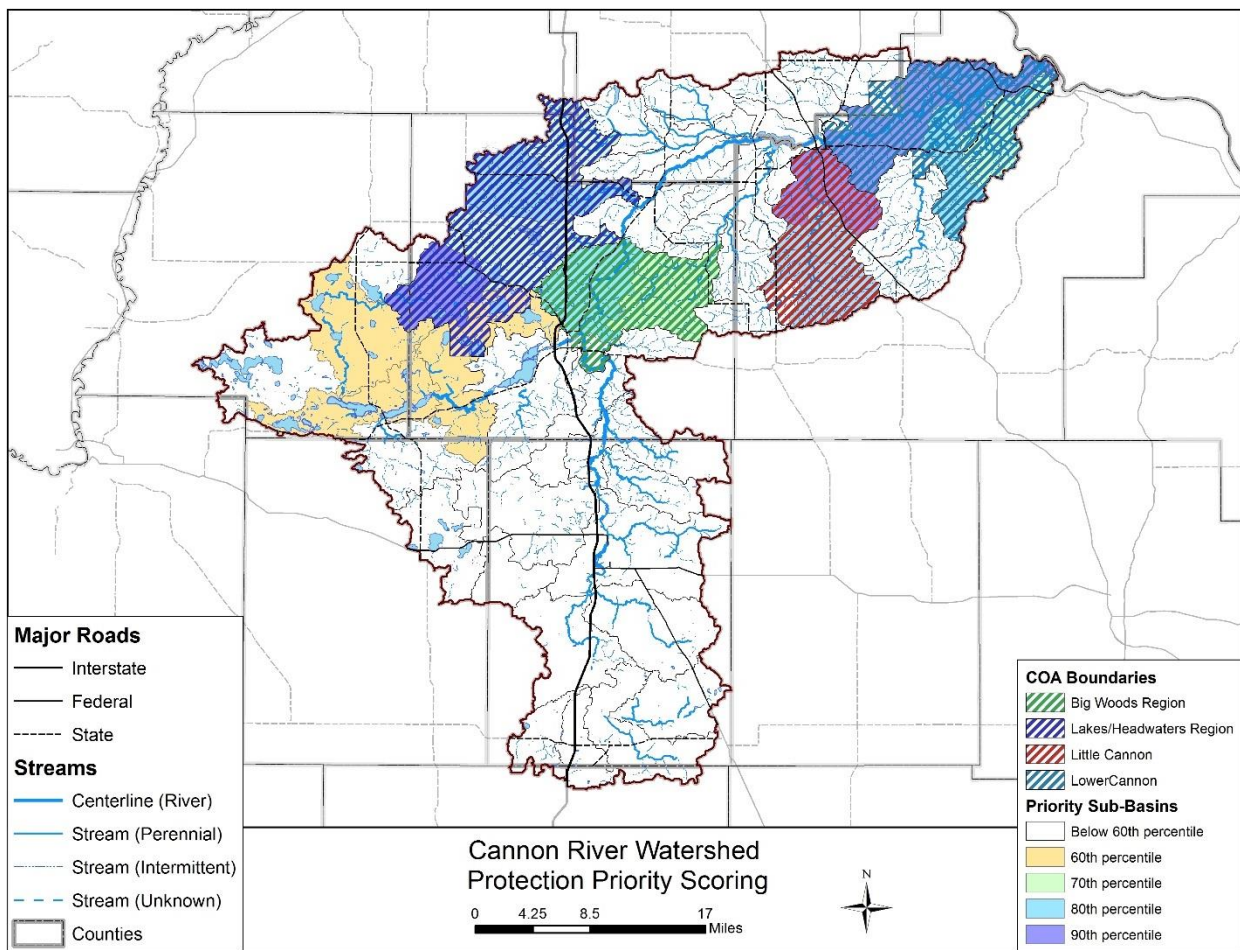 Major Roads
Interstate
Federal
State
Streams
Centerline (River)
Stream (Perennial)
Stream (Intermittent)
Stream (Unknown)
Counties
Cannon River Watershed
Protection Priority Scoring
0 4.25 8.5 17
Miles
N
COA Boundaries
Big Woods Region
Lakes/Headwaters Region
Little Cannon
LowerCannon
Priority Sub-Basins
Below 60th percentile
60th percentile
70th percentile
80th percentile
90th percentile